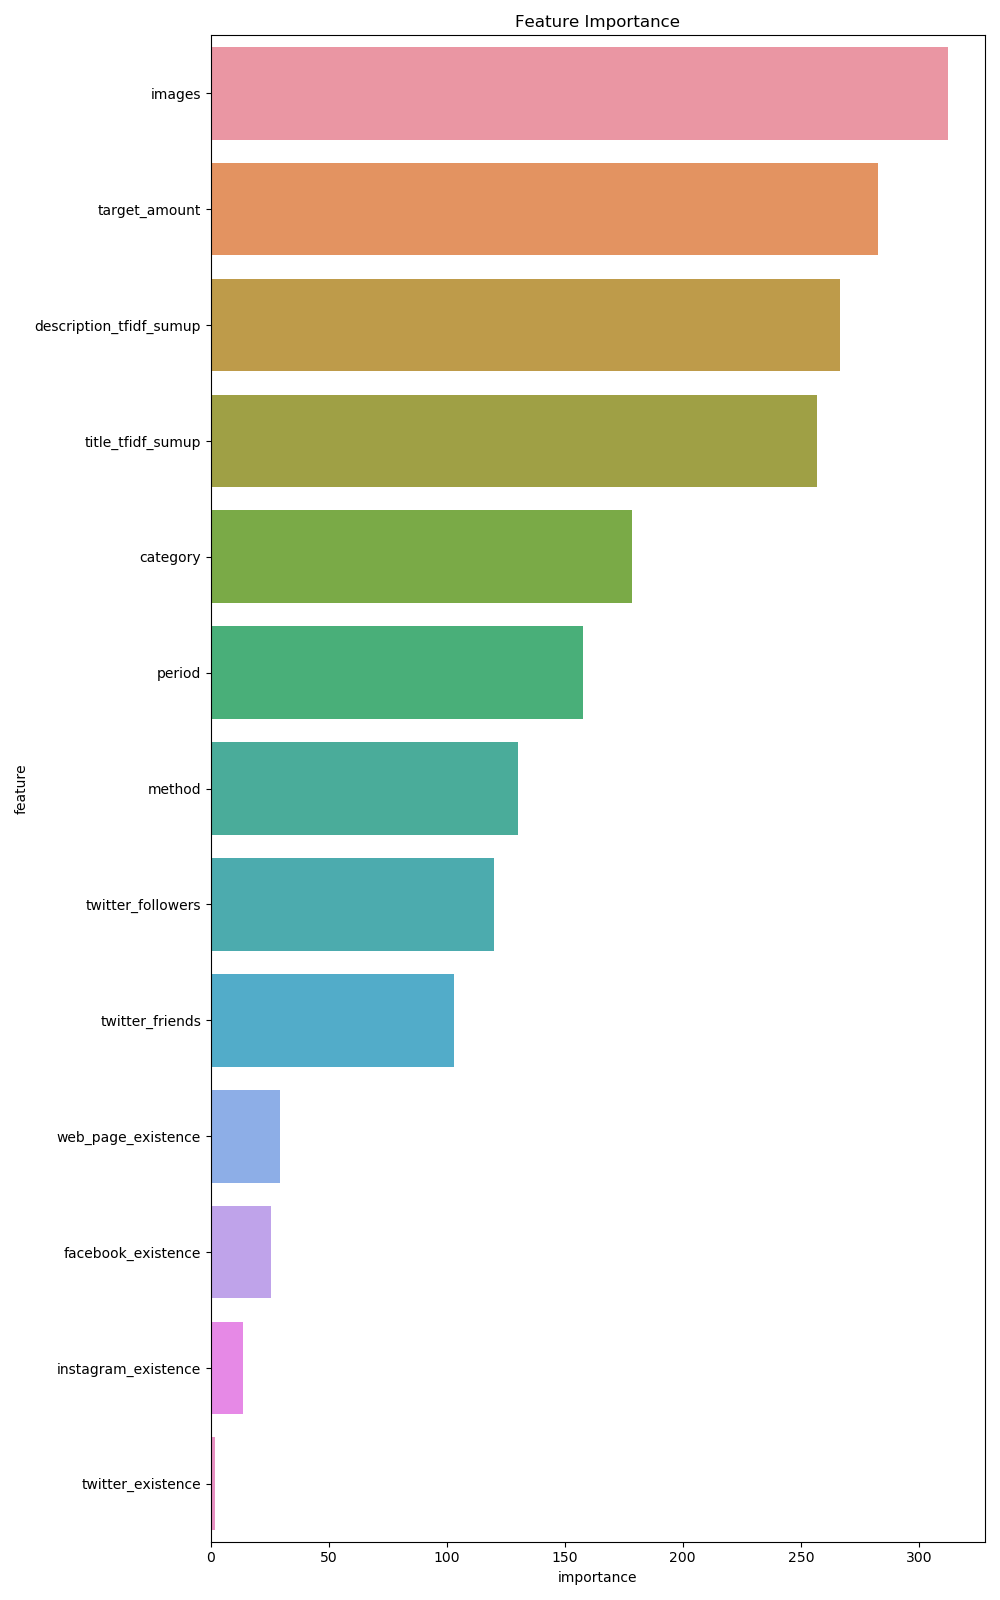 Feature Importance
images
target_amount
description_tfidf_sumup
title_tfidf_sumup
category
period
method
feature
twitter_followers
twitter_friends
web_page_existence
facebook_existence
instagram_existence
twitter_existence
0 50 100 150 200 250 300
importance